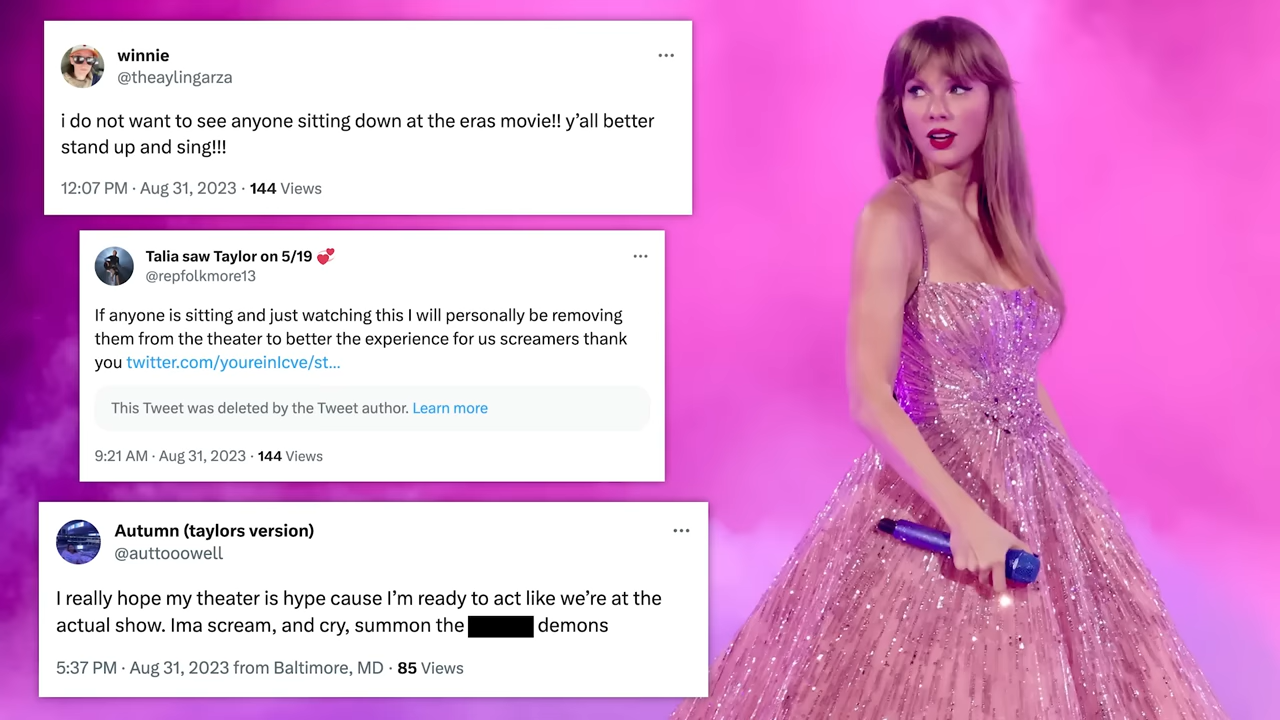 winnie
@theaylingarza
i do not want to see anyone sitting down at the eras movie!! y’all better
stand up and sing!!!
12:07 PM · Aug 31, 2023 · 144 Views
Talia saw Taylor on 5/19 💞
@repfolkmore13
If anyone is sitting and just watching this I will personally be removing
them from the theater to better the experience for us screamers thank
you twitter.com/youreinlcve/st...
This Tweet was deleted by the Tweet author. Learn more
9:21 AM · Aug 31, 2023 · 144 Views
Autumn (taylors version)
@auttooowell
I really hope my theater is hype cause I’m ready to act like we’re at the
actual show. Ima scream, and cry, summon the demons
5:37 PM · Aug 31, 2023 from Baltimore, MD · 85 Views